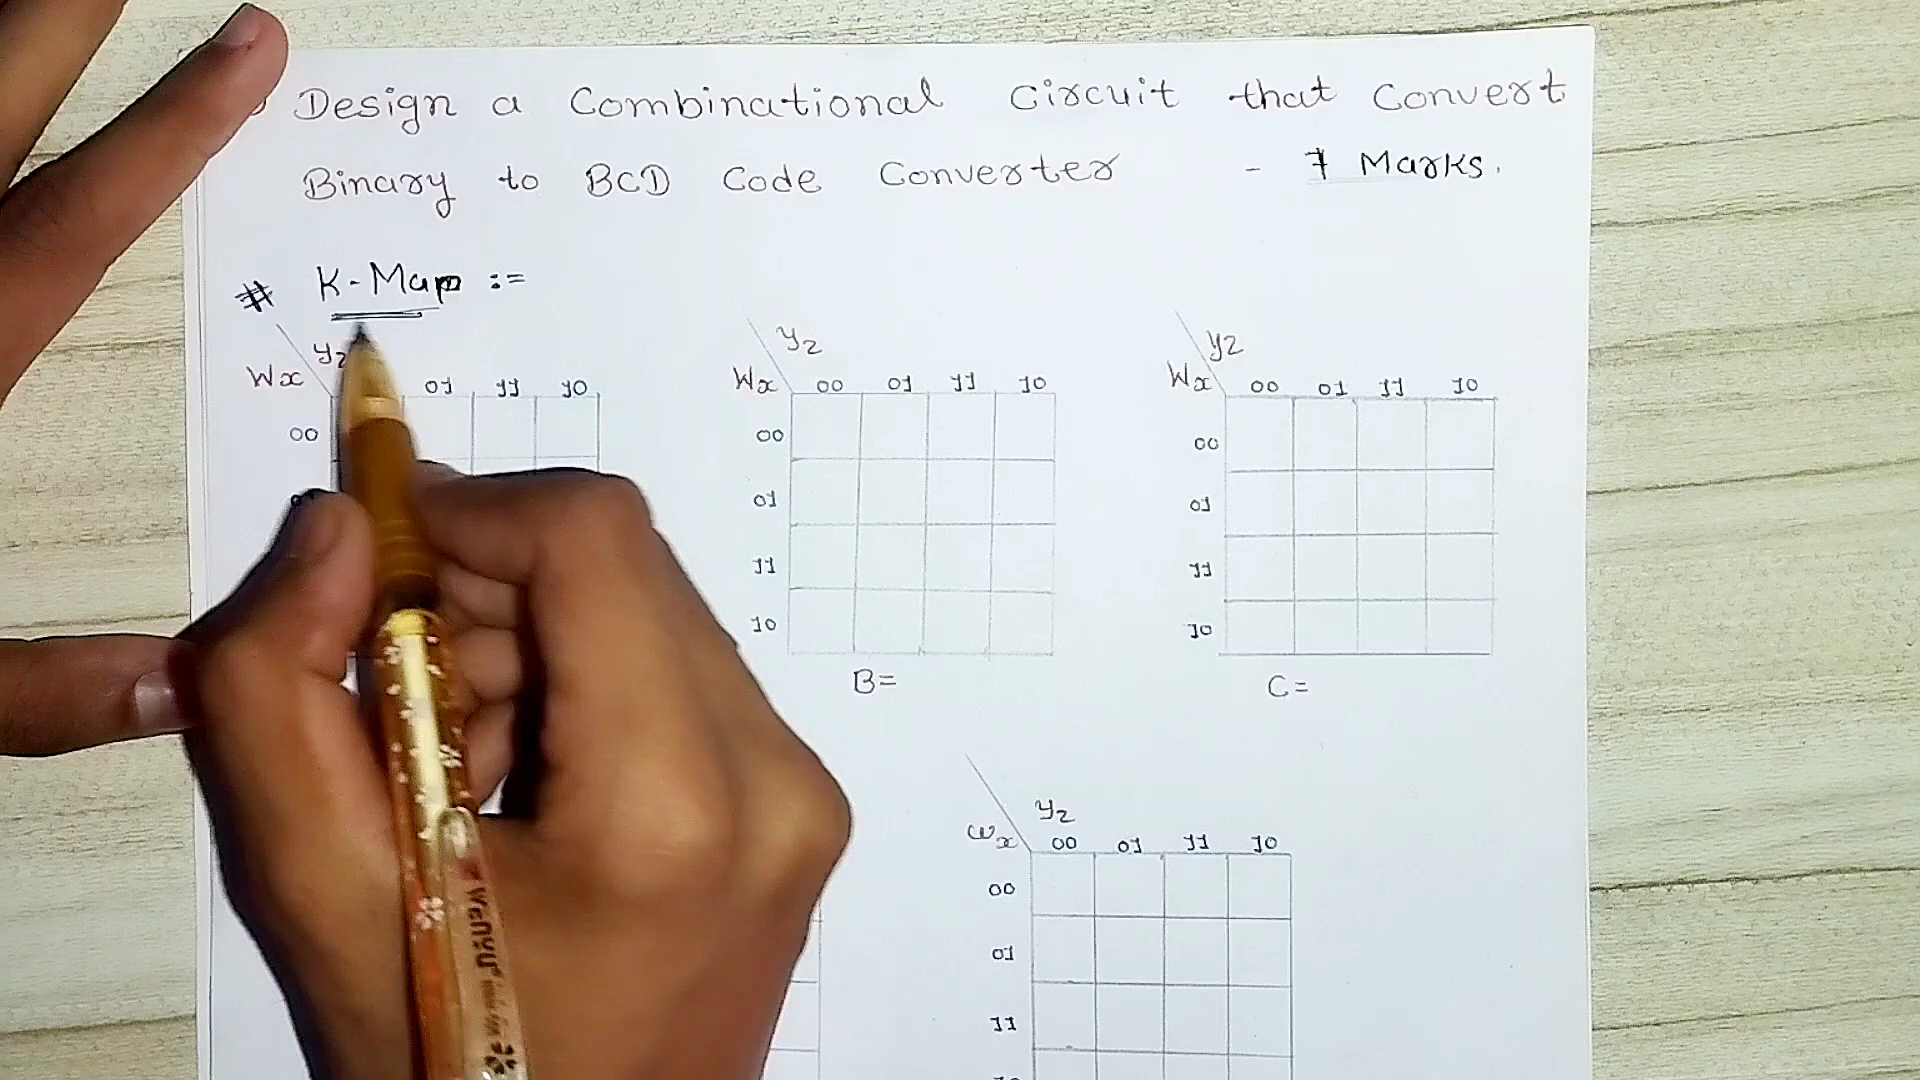 Design a Combinational Circuit that Convert
Binary to BCD Code Converter - 7 Marks.
# K-Map :=
yz
Wx
01 11 10
00
yz
Wx 00 01 11 10
00
01
11
10
B=
yz
Wx 00 01 11 10
00
01
11
10
C=
yz
wx 00 01 11 10
00
01
11
WENYU